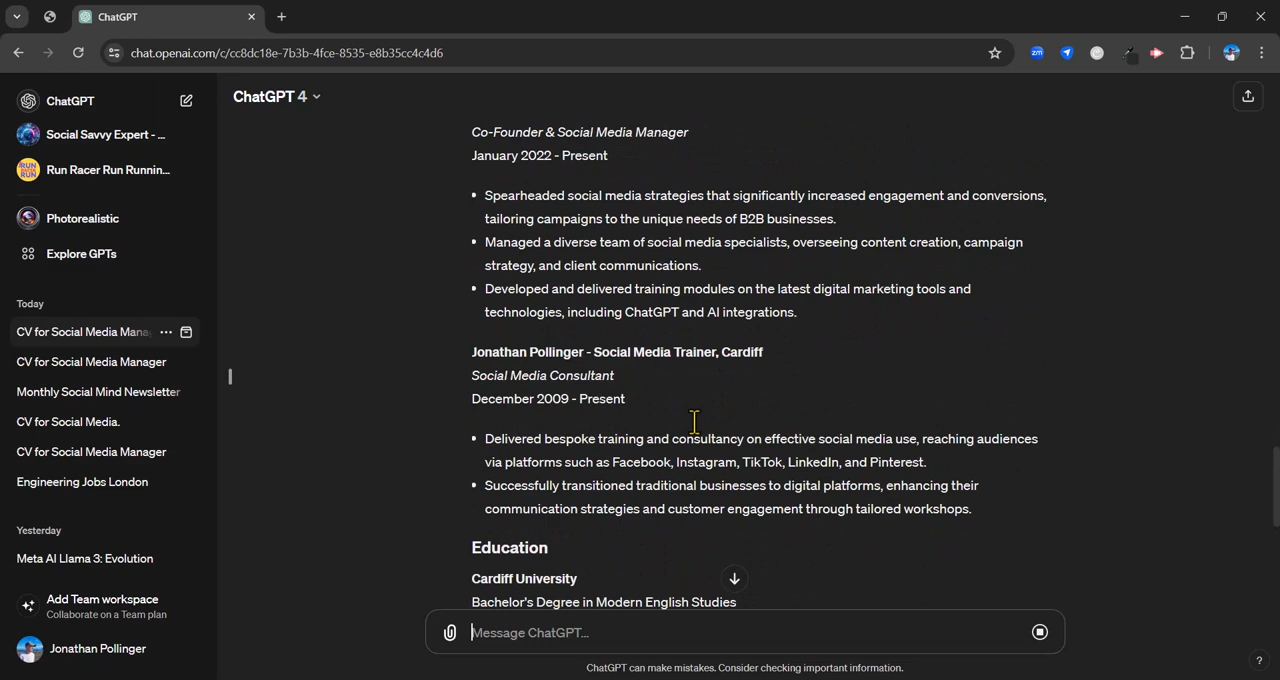 ChatGPT
chat.openai.com/c/cc8dc18e-7b3b-4fce-8535-e8b35cc4c4d6
zm
ChatGPT
Social Savvy Expert - ...
Run Racer Run Runnin...
Photorealistic
Explore GPTs
Today
CV for Social Media Mana
CV for Social Media Manager
Monthly Social Mind Newsletter
CV for Social Media.
CV for Social Media Manager
Engineering Jobs London
Yesterday
Meta AI Llama 3: Evolution
Add Team workspace
Collaborate on a Team plan
Jonathan Pollinger
ChatGPT 4
Co-Founder & Social Media Manager
January 2022 - Present
• Spearheaded social media strategies that significantly increased engagement and conversions,
tailoring campaigns to the unique needs of B2B businesses.
• Managed a diverse team of social media specialists, overseeing content creation, campaign
strategy, and client communications.
• Developed and delivered training modules on the latest digital marketing tools and
technologies, including ChatGPT and AI integrations.
Jonathan Pollinger - Social Media Trainer, Cardiff
Social Media Consultant
December 2009 - Present
• Delivered bespoke training and consultancy on effective social media use, reaching audiences
via platforms such as Facebook, Instagram, TikTok, LinkedIn, and Pinterest.
• Successfully transitioned traditional businesses to digital platforms, enhancing their
communication strategies and customer engagement through tailored workshops.
Education
Cardiff University
Bachelor's Degree in Modern English Studies
Message ChatGPT...
ChatGPT can make mistakes. Consider checking important information.
?